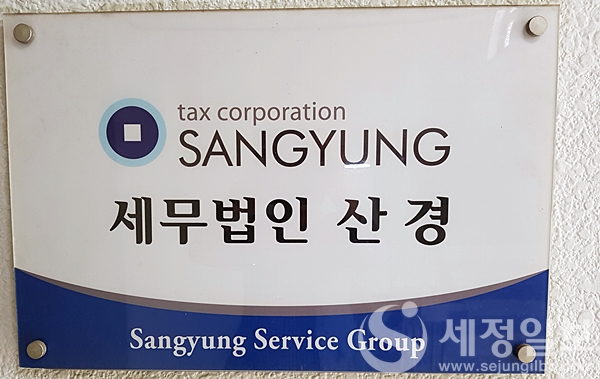 tax corporation
SANGYUNG
세무법인 산경
Sangyung Service Group
세정일보
www.sejungilbo.com